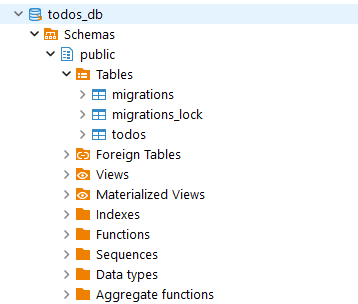 todos_db
Schemas
public
Tables
migrations
migrations_lock
todos
Foreign Tables
Views
Materialized Views
Indexes
Functions
Sequences
Data types
Aggregate functions